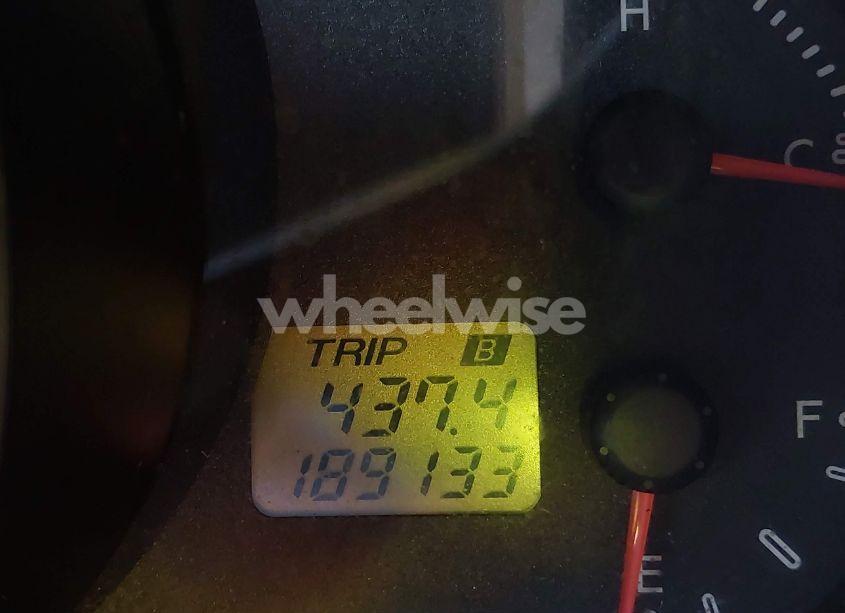 H
C
wheelwise
TRIP B
437.4
189133
F
E